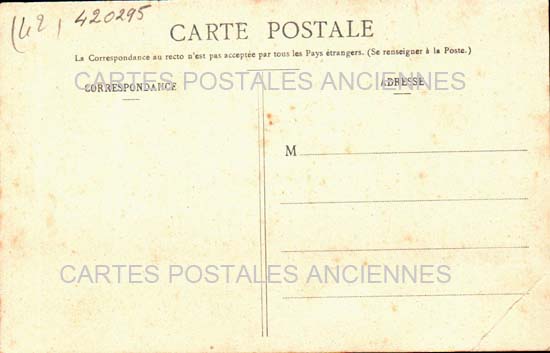 (42) 420295
CARTE POSTALE
La Correspondance au recto n'est pas acceptée par tous les Pays étrangers. (Se renseigner à la Poste.)
CARTES POSTALES ANCIENNES
CORRESPONDANCE
ADRESSE
M
CARTES POSTALES ANCIENNES